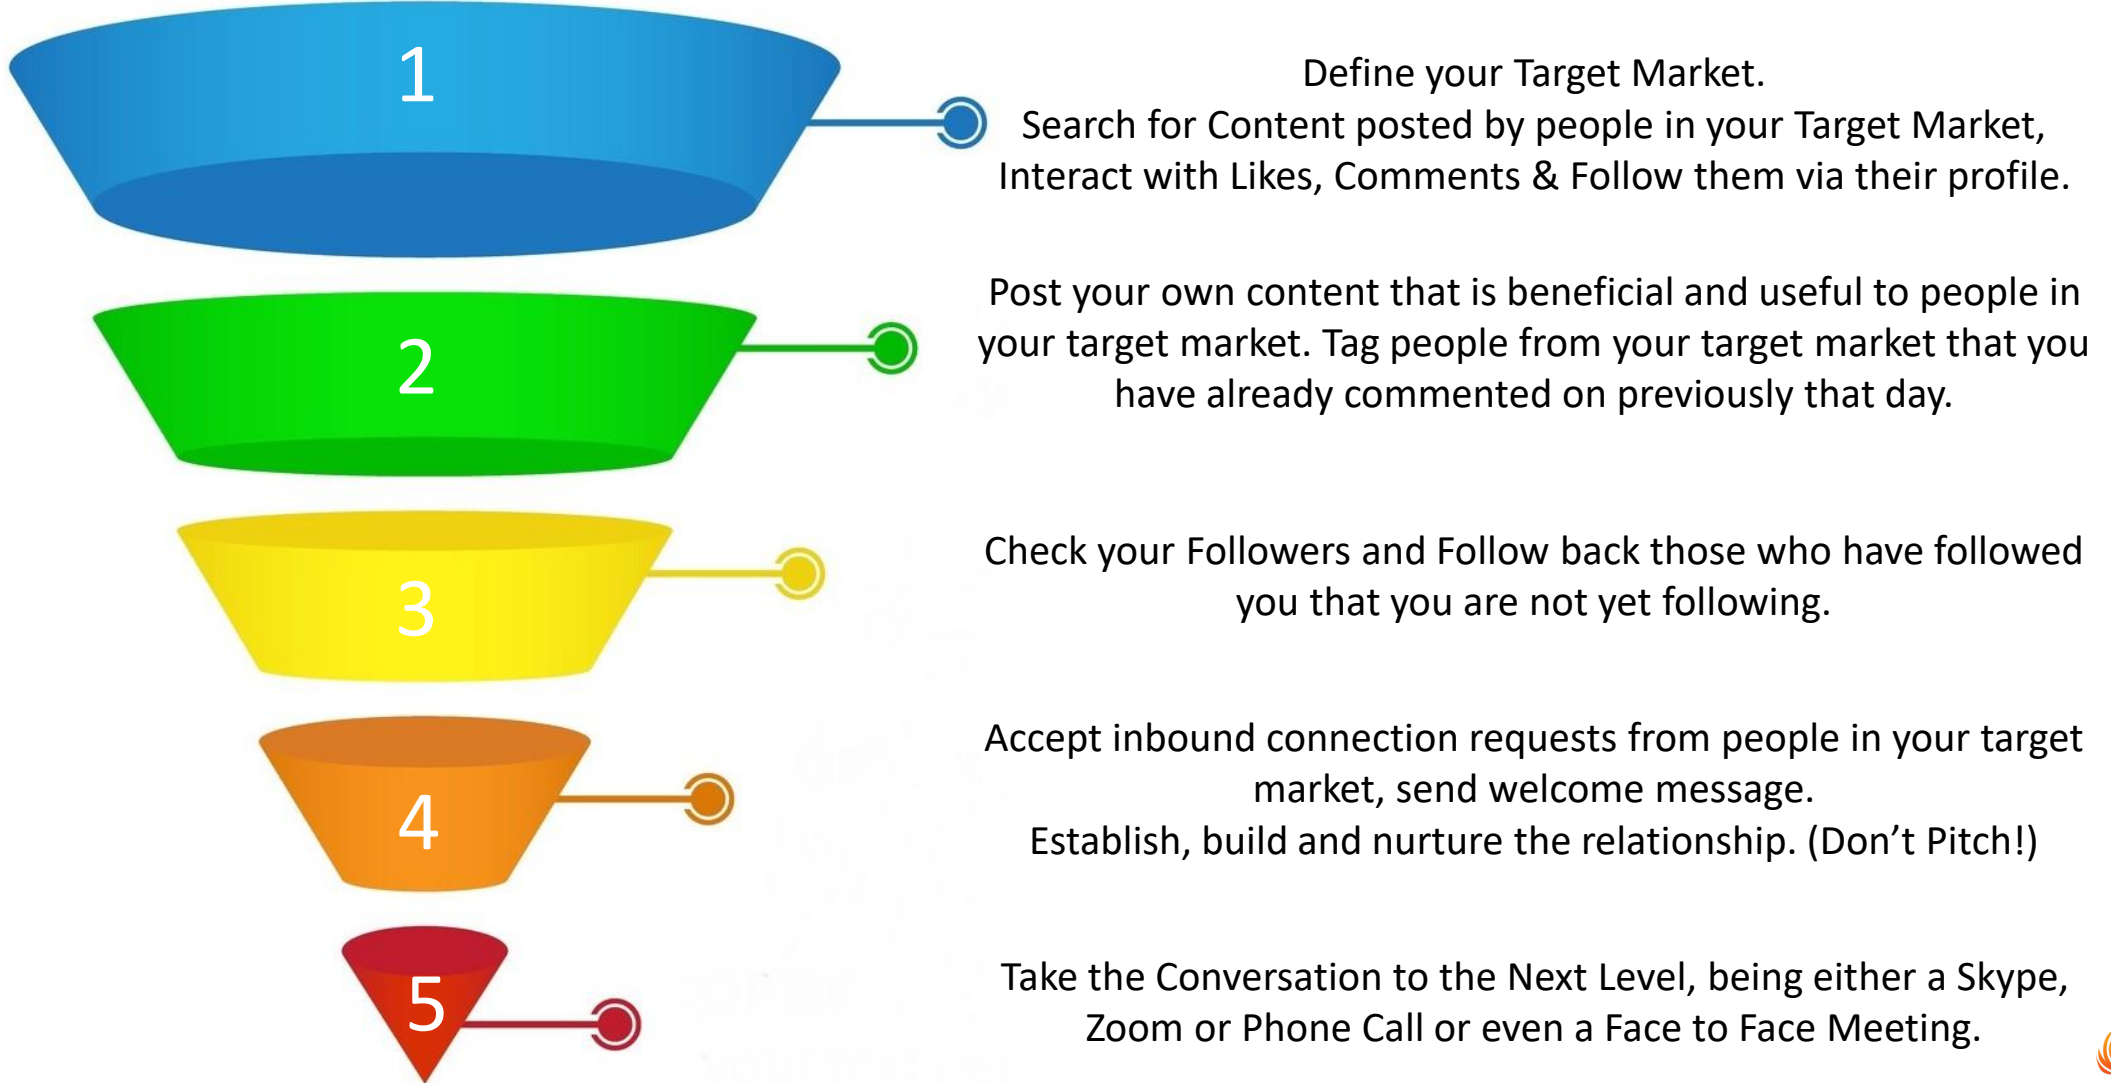 1
Define your Target Market.
Search for Content posted by people in your Target Market,
Interact with Likes, Comments & Follow them via their profile.
2
Post your own content that is beneficial and useful to people in
your target market. Tag people from your target market that you
have already commented on previously that day.
3
Check your Followers and Follow back those who have followed
you that you are not yet following.
4
Accept inbound connection requests from people in your target
market, send welcome message.
Establish, build and nurture the relationship. (Don’t Pitch!)
5
Take the Conversation to the Next Level, being either a Skype,
Zoom or Phone Call or even a Face to Face Meeting.